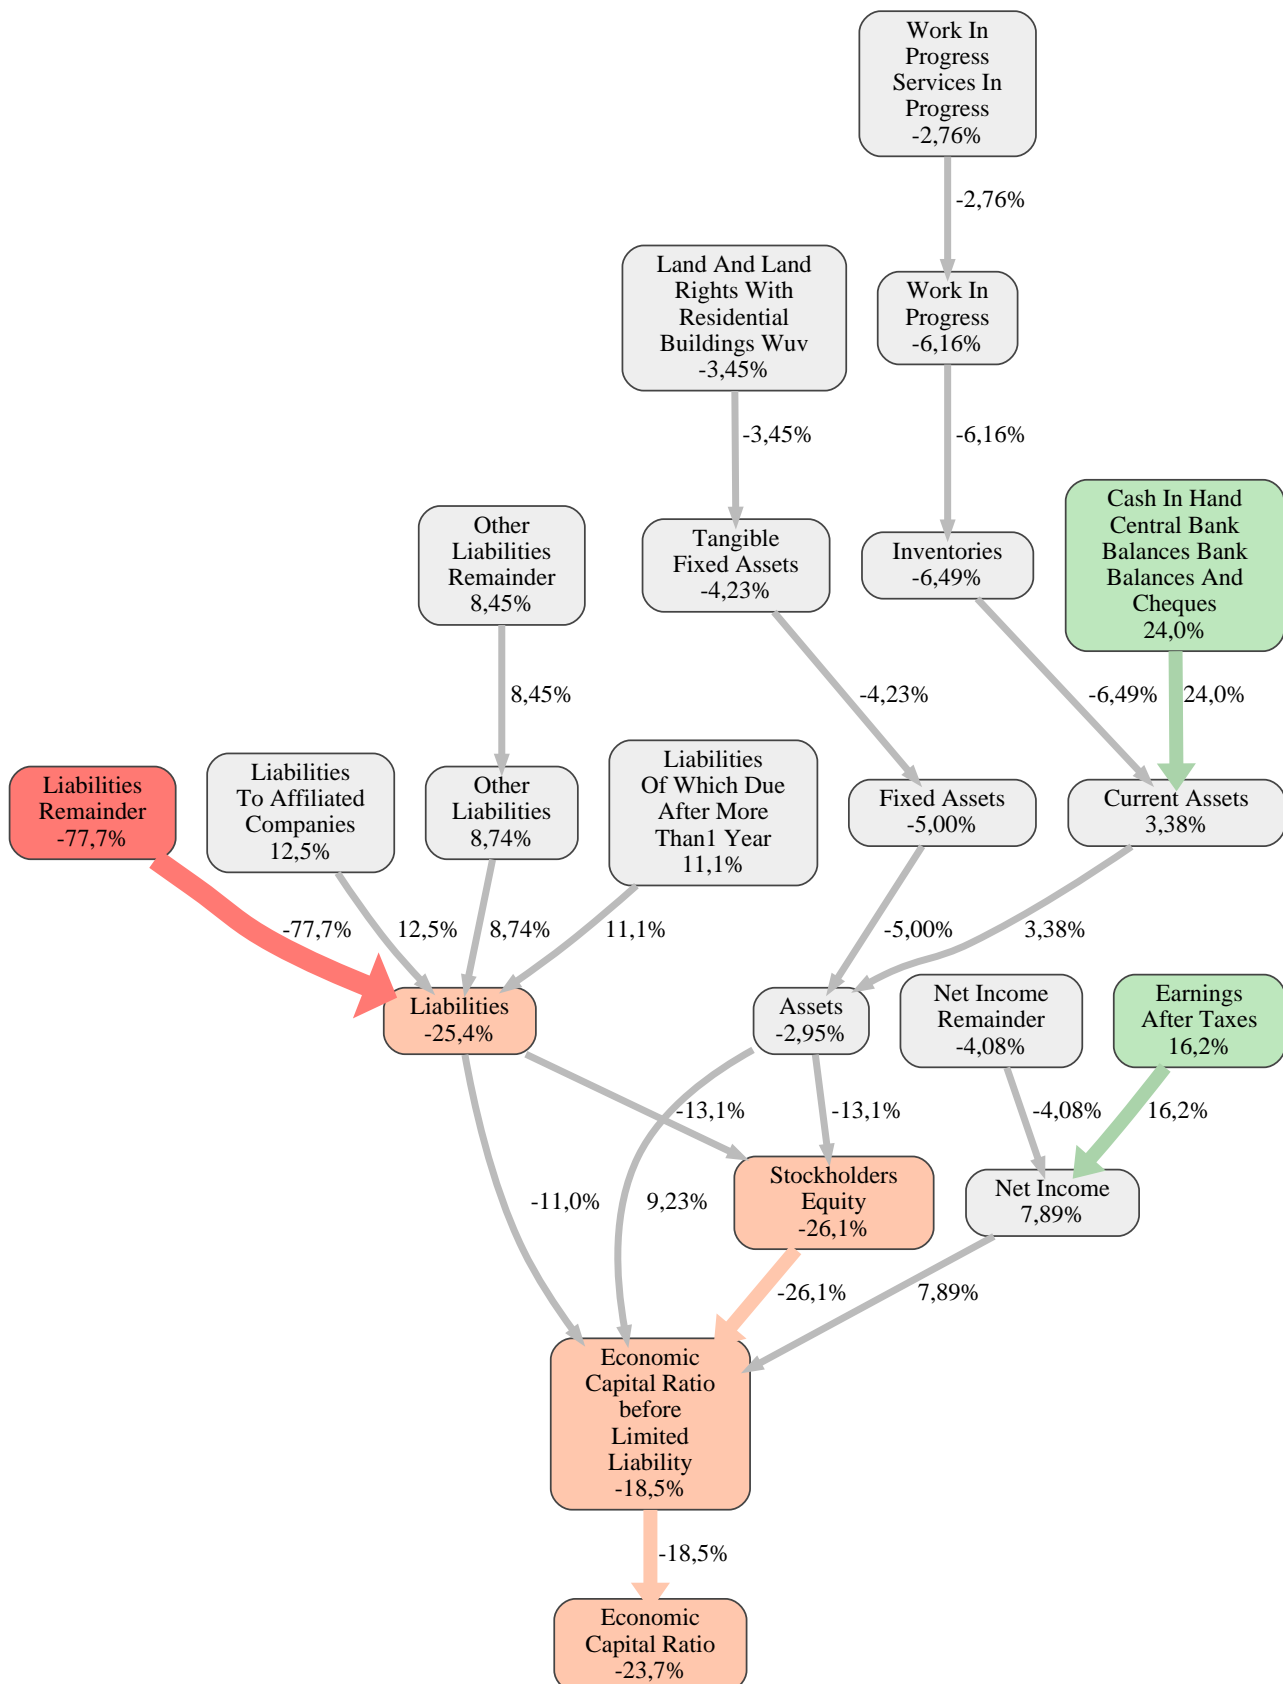 Work In
Progress
Services In
Progress
-2,76%
-2,76%
Land And Land
Rights With
Residential
Buildings Wuv
-3,45%
Work In
Progress
-6,16%
-3,45%
-6,16%
Other
Liabilities
Remainder
8,45%
Tangible
Fixed Assets
-4,23%
Inventories
-6,49%
Cash In Hand
Central Bank
Balances Bank
Balances And
Cheques
24,0%
8,45%
-4,23%
-6,49%
24,0%
Liabilities
Remainder
-77,7%
Liabilities
To Affiliated
Companies
12,5%
Other
Liabilities
8,74%
Liabilities
Of Which Due
After More
Than1 Year
11,1%
Fixed Assets
-5,00%
Current Assets
3,38%
-77,7%
12,5%
8,74%
11,1%
-5,00%
3,38%
Liabilities
-25,4%
Assets
-2,95%
Net Income
Remainder
-4,08%
Earnings
After Taxes
16,2%
-13,1%
-13,1%
-4,08%
16,2%
Stockholders
Equity
-26,1%
Net Income
7,89%
-11,0%
9,23%
-26,1%
7,89%
Economic
Capital Ratio
before
Limited
Liability
-18,5%
-18,5%
Economic
Capital Ratio
-23,7%